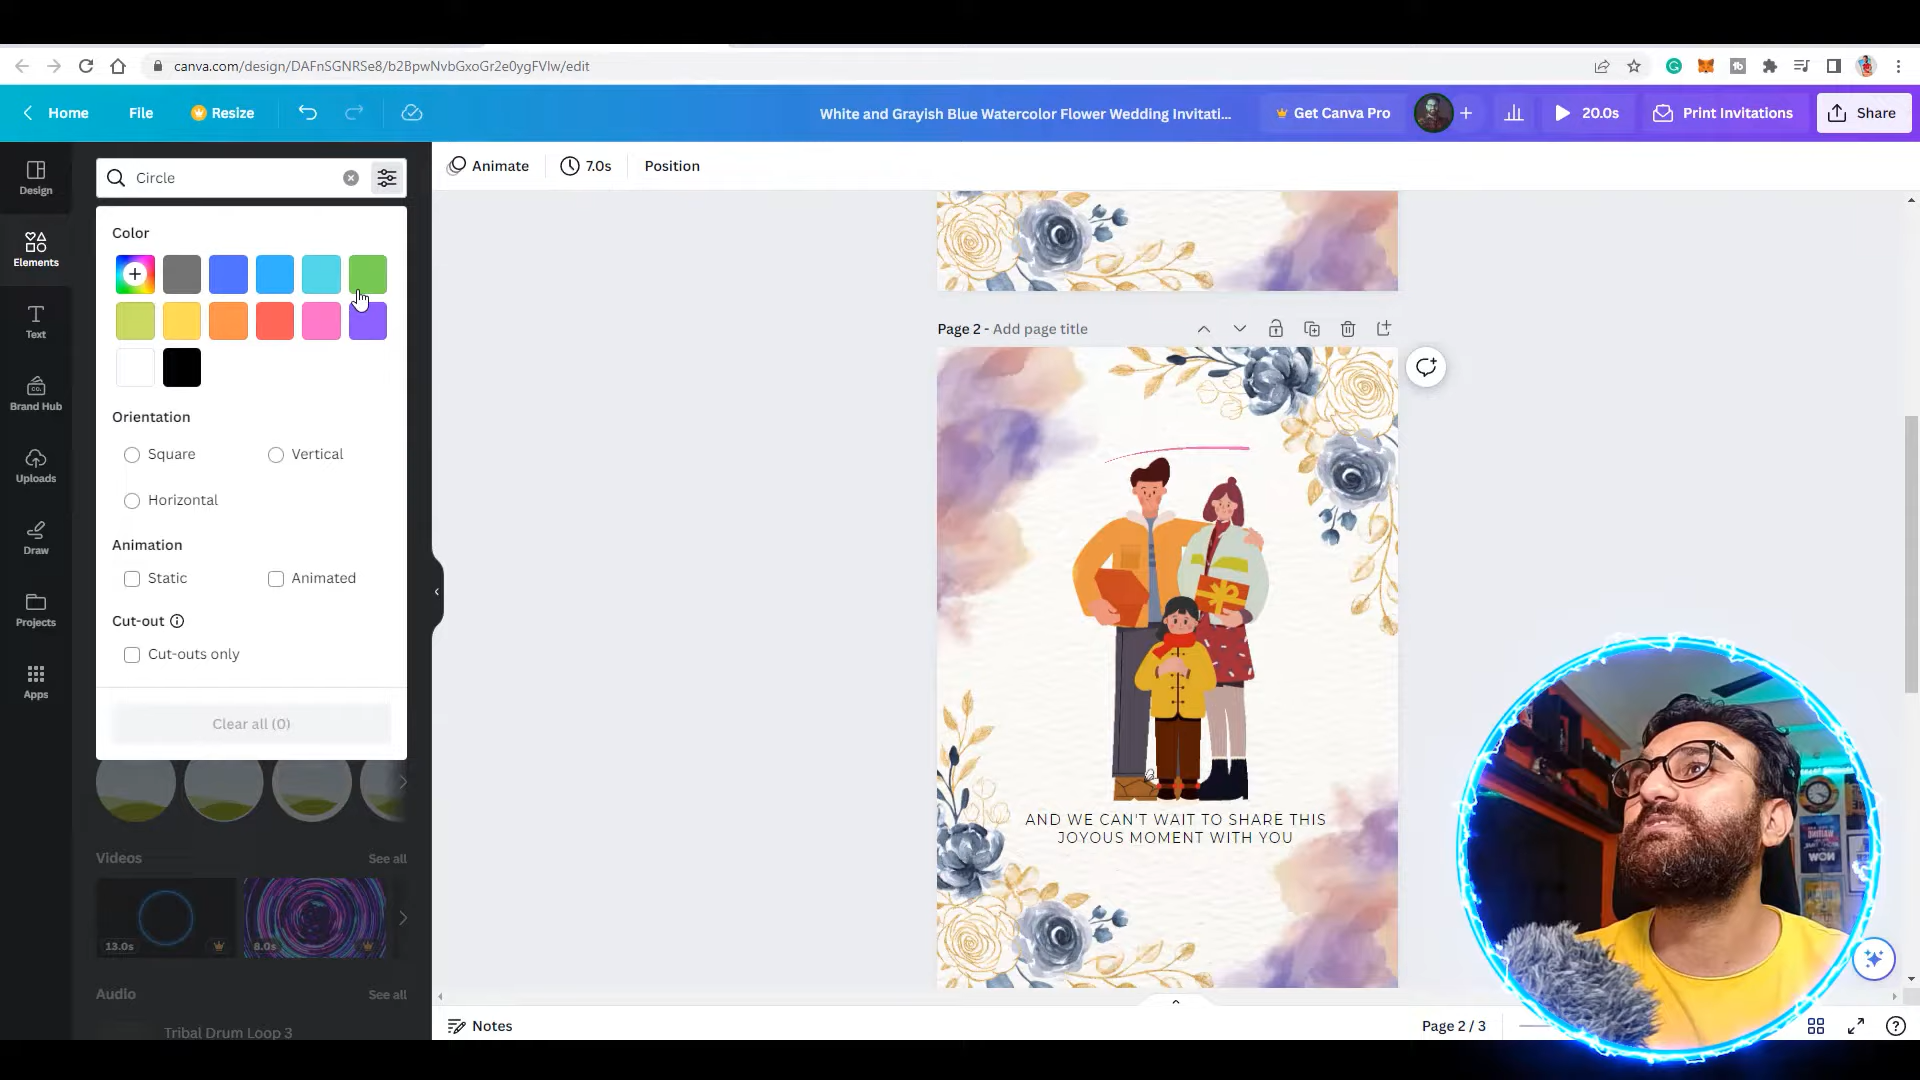 canva.com/design/DAFnSGNRSe8/b2BpwNvbGxoGr2e0ygFVlw/edit
Home
File
Resize
White and Grayish Blue Watercolor Flower Wedding Invitati...
Get Canva Pro
20.0s
Print Invitations
Share
Design
Elements
Text
Brand Hub
Uploads
Draw
Projects
Apps
Circle
Color
Orientation
Square
Vertical
Horizontal
Animation
Static
Animated
Cut-out
Cut-outs only
Clear all (0)
Videos
See all
13.0s
8.0s
Audio
See all
Tribal Drum Loop 3
Animate
7.0s
Position
Page 2 - Add page title
AND WE CAN'T WAIT TO SHARE THIS
JOYOUS MOMENT WITH YOU
Notes
Page 2 / 3